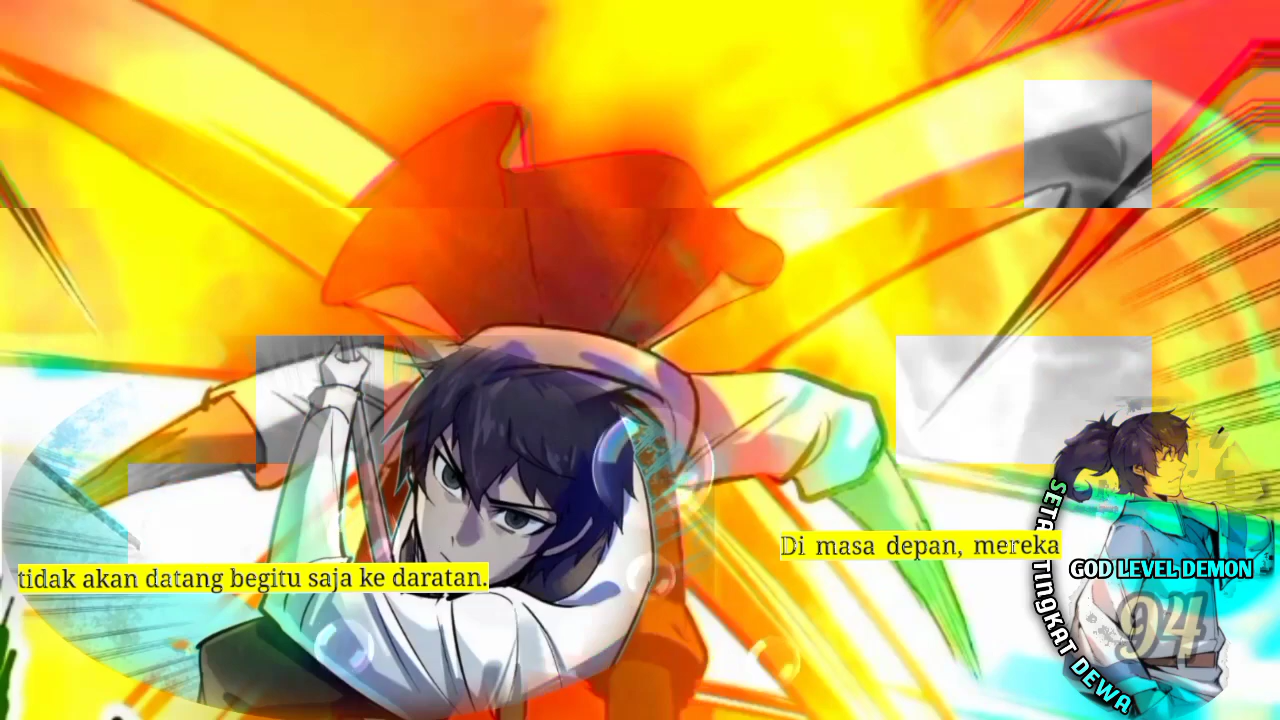 Di masa depan, mereka
tidak akan datang begitu saja ke daratan.
GOD LEVEL DEMON
94
SETAN TINGKAT DEWA